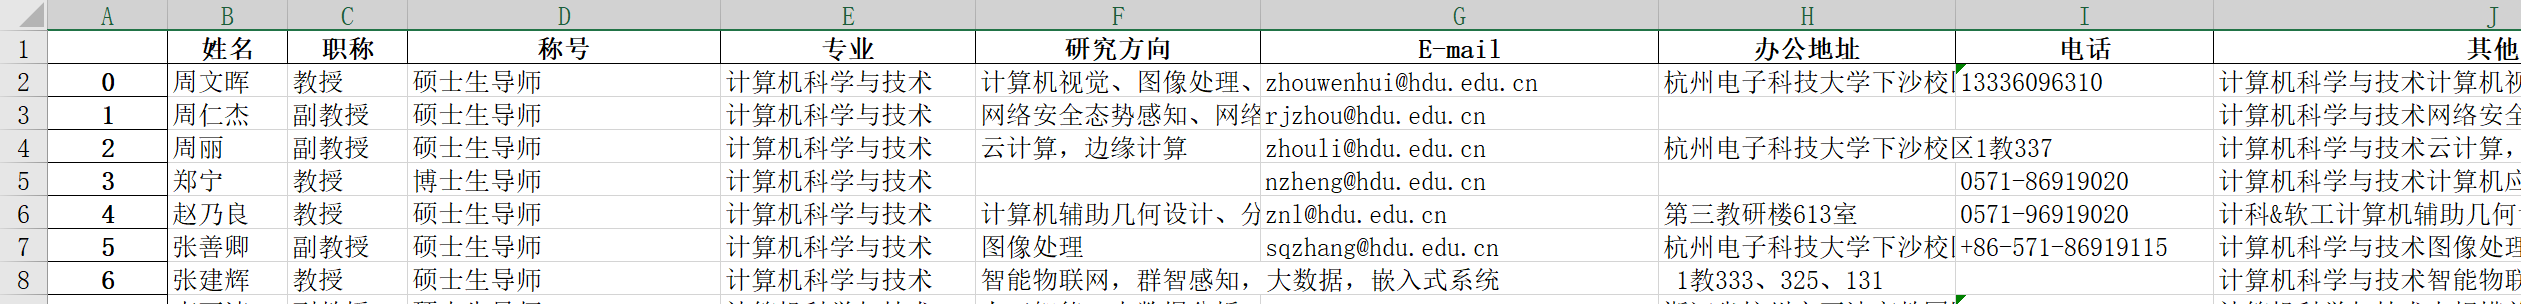 A B C D E F G H I J
1 姓名 职称 称号 专业 研究方向 E-mail 办公地址 电话 其他
2 0 周文晖 教授 硕士生导师 计算机科学与技术 计算机视觉、图像处理、 zhouwenhui@hdu.edu.cn 杭州电子科技大学下沙校 13336096310 计算机科学与技术计算机视
3 1 周仁杰 副教授 硕士生导师 计算机科学与技术 网络安全态势感知、网络 rjzhou@hdu.edu.cn 计算机科学与技术网络安全
4 2 周丽 副教授 硕士生导师 计算机科学与技术 云计算，边缘计算 zhouli@hdu.edu.cn 杭州电子科技大学下沙校区1教337 计算机科学与技术云计算，
5 3 郑宁 教授 博士生导师 计算机科学与技术 nzheng@hdu.edu.cn 0571-86919020 计算机科学与技术计算机应
6 4 赵乃良 教授 硕士生导师 计算机科学与技术 计算机辅助几何设计、分 znl@hdu.edu.cn 第三教研楼613室 0571-96919020 计科&软工计算机辅助几何
7 5 张善卿 副教授 硕士生导师 计算机科学与技术 图像处理 sqzhang@hdu.edu.cn 杭州电子科技大学下沙校 +86-571-86919115 计算机科学与技术图像处理
8 6 张建辉 教授 硕士生导师 计算机科学与技术 智能物联网，群智感知，大数据，嵌入式系统 1教333、325、131 计算机科学与技术智能物联